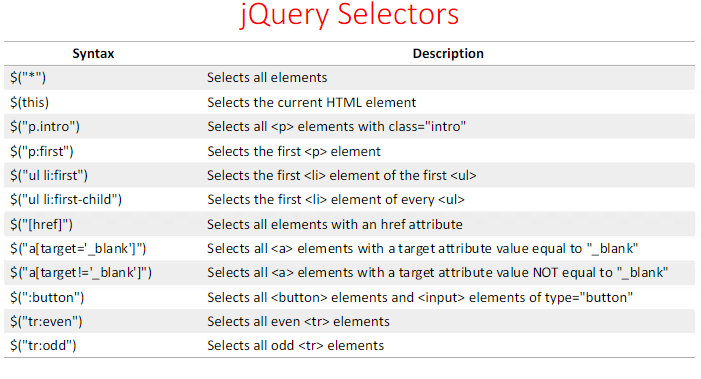 jQuery Selectors
Syntax Description
$("*") Selects all elements
$(this) Selects the current HTML element
$("p.intro") Selects all <p> elements with class="intro"
$("p:first") Selects the first <p> element
$("ul li:first") Selects the first <li> element of the first <ul>
$("ul li:first-child") Selects the first <li> element of every <ul>
$("[href]") Selects all elements with an href attribute
$("a[target='_blank']") Selects all <a> elements with a target attribute value equal to "_blank"
$("a[target!='_blank']") Selects all <a> elements with a target attribute value NOT equal to "_blank"
$(":button") Selects all <button> elements and <input> elements of type="button"
$("tr:even") Selects all even <tr> elements
$("tr:odd") Selects all odd <tr> elements